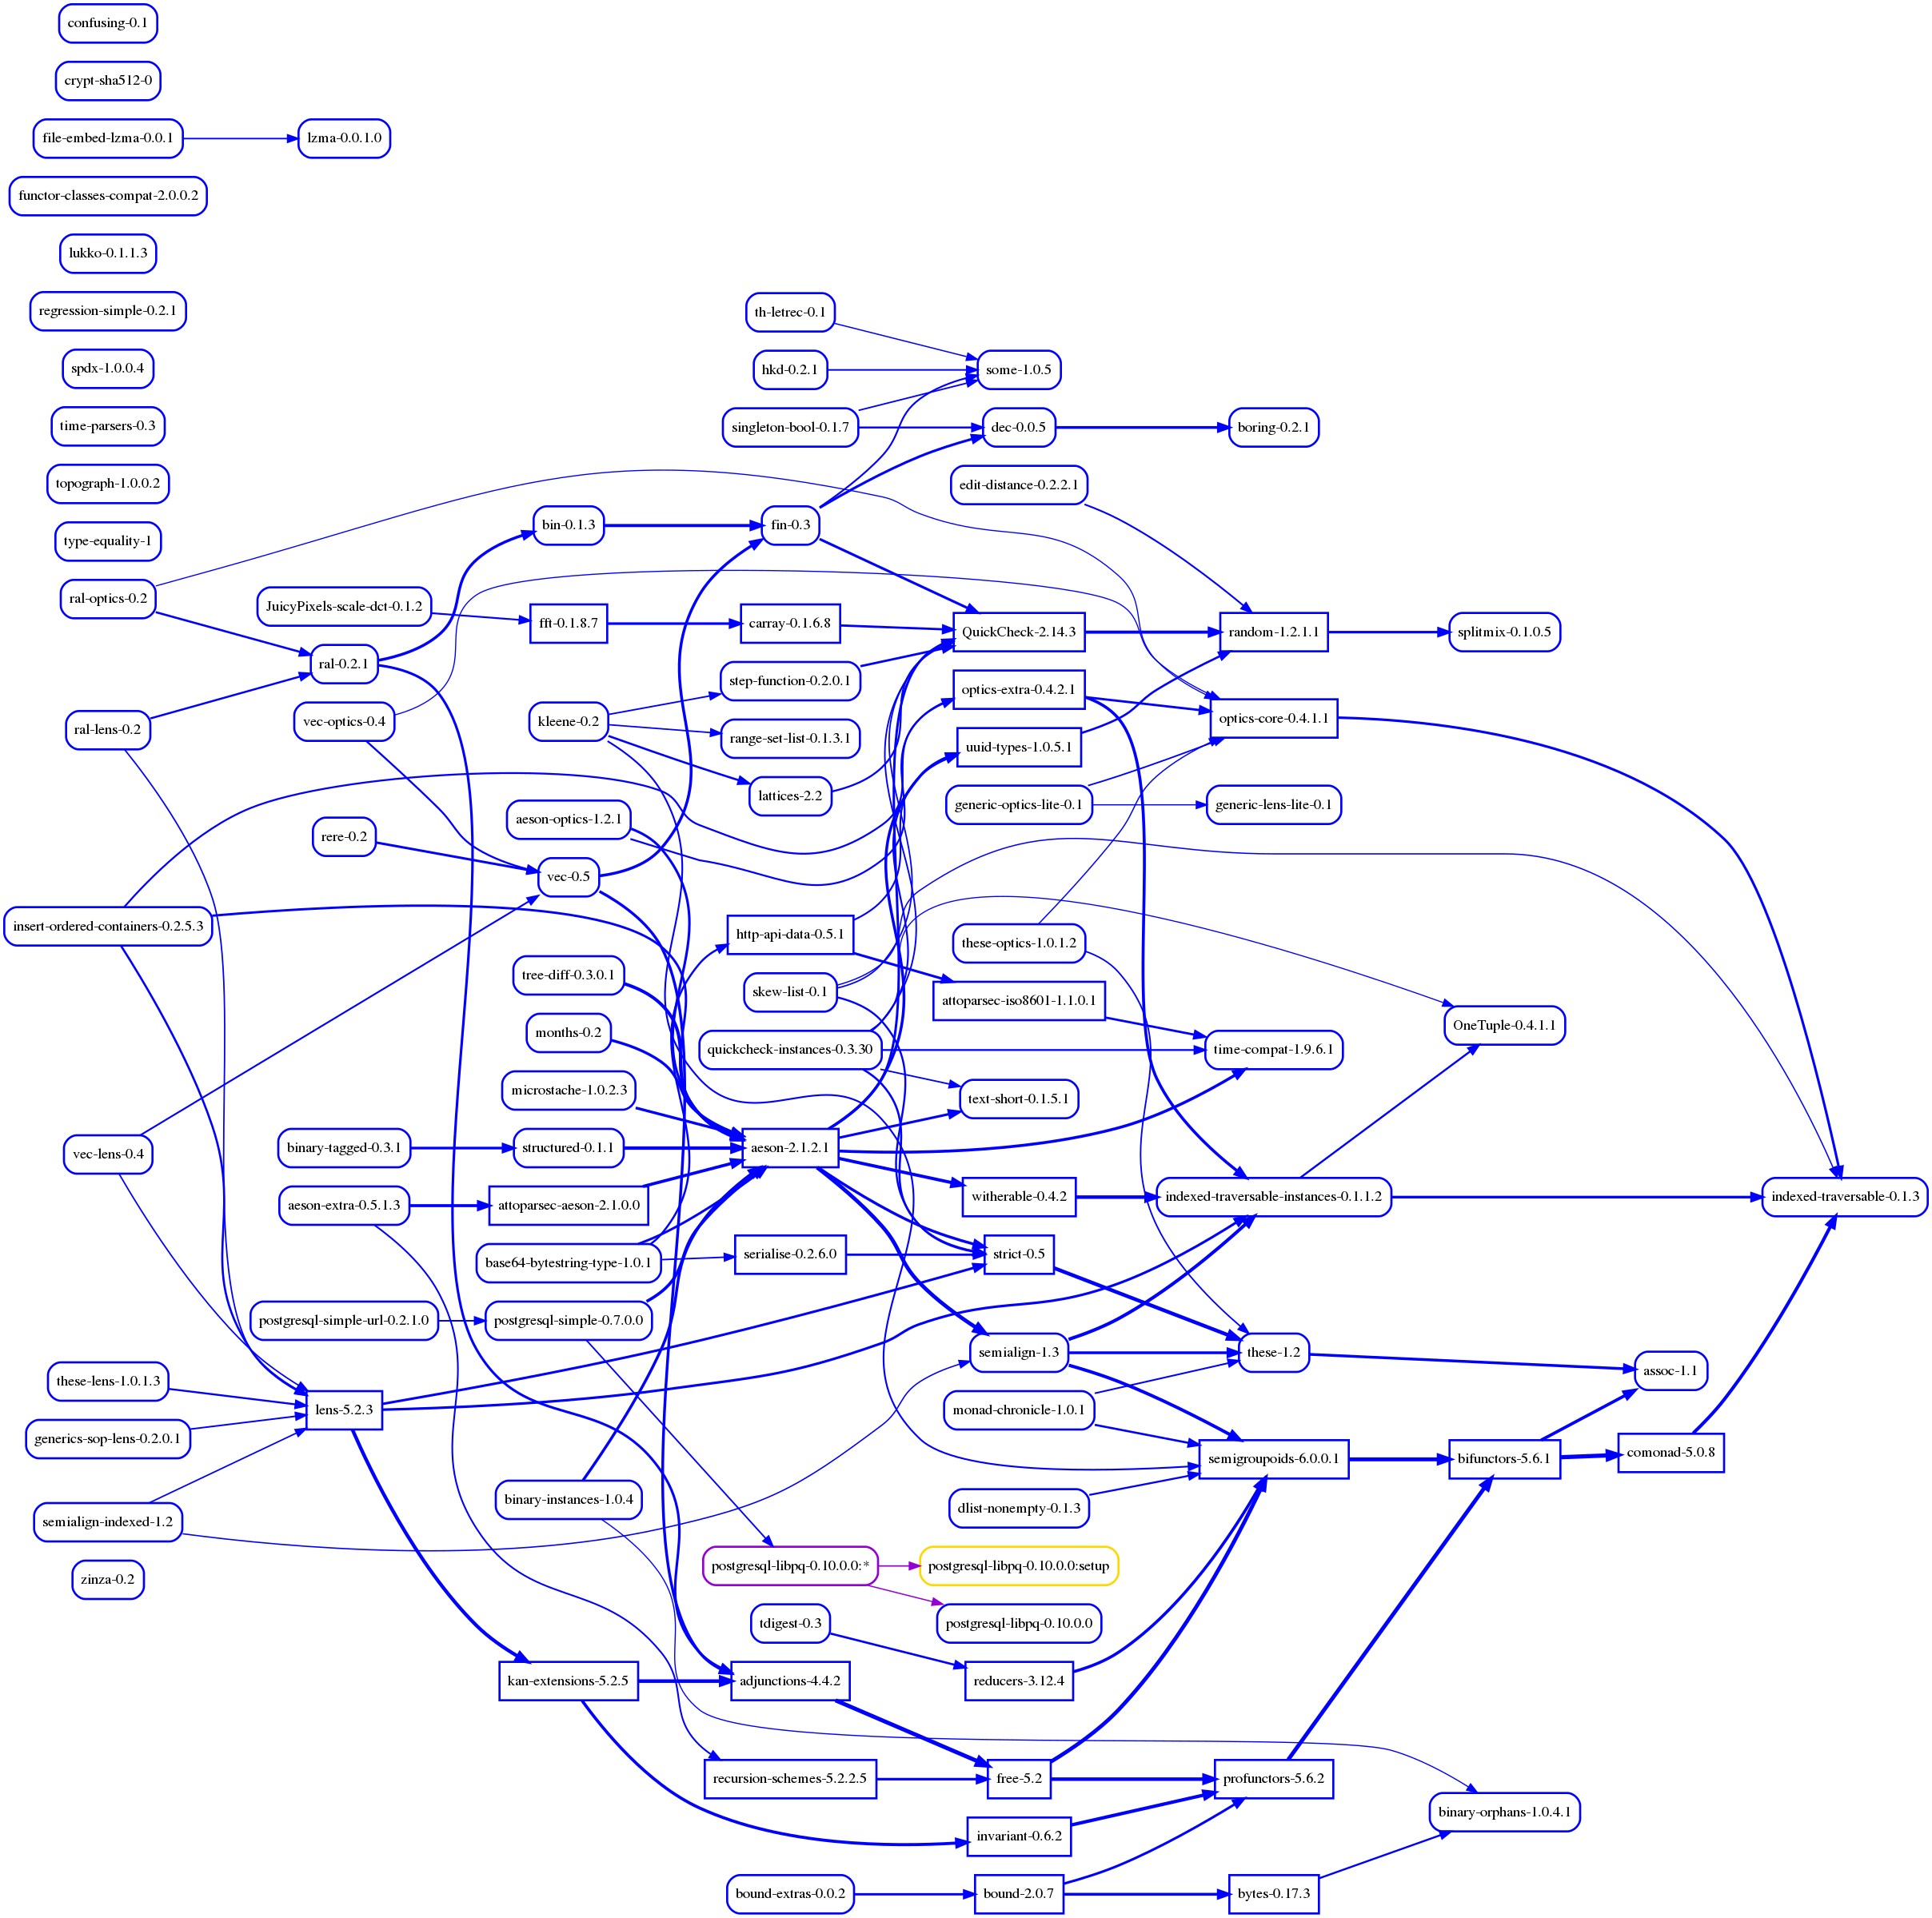 confusing-0.1
crypt-sha512-0
file-embed-lzma-0.0.1
lzma-0.0.1.0
functor-classes-compat-2.0.0.2
lukko-0.1.1.3
regression-simple-0.2.1
th-letrec-0.1
spdx-1.0.0.4
hkd-0.2.1
some-1.0.5
time-parsers-0.3
singleton-bool-0.1.7
dec-0.0.5
boring-0.2.1
topograph-1.0.0.2
edit-distance-0.2.2.1
type-equality-1
bin-0.1.3
fin-0.3
ral-optics-0.2
JuicyPixels-scale-dct-0.1.2
fft-0.1.8.7
carray-0.1.6.8
QuickCheck-2.14.3
random-1.2.1.1
splitmix-0.1.0.5
ral-0.2.1
step-function-0.2.0.1
optics-extra-0.4.2.1
ral-lens-0.2
vec-optics-0.4
kleene-0.2
range-set-list-0.1.3.1
uuid-types-1.0.5.1
optics-core-0.4.1.1
lattices-2.2
generic-optics-lite-0.1
generic-lens-lite-0.1
rere-0.2
aeson-optics-1.2.1
vec-0.5
insert-ordered-containers-0.2.5.3
http-api-data-0.5.1
these-optics-1.0.1.2
tree-diff-0.3.0.1
skew-list-0.1
attoparsec-iso8601-1.1.0.1
OneTuple-0.4.1.1
months-0.2
quickcheck-instances-0.3.30
time-compat-1.9.6.1
microstache-1.0.2.3
text-short-0.1.5.1
vec-lens-0.4
binary-tagged-0.3.1
structured-0.1.1
aeson-2.1.2.1
aeson-extra-0.5.1.3
attoparsec-aeson-2.1.0.0
witherable-0.4.2
indexed-traversable-instances-0.1.1.2
indexed-traversable-0.1.3
base64-bytestring-type-1.0.1
serialise-0.2.6.0
strict-0.5
postgresql-simple-url-0.2.1.0
postgresql-simple-0.7.0.0
semialign-1.3
these-1.2
these-lens-1.0.1.3
assoc-1.1
lens-5.2.3
monad-chronicle-1.0.1
generics-sop-lens-0.2.0.1
semigroupoids-6.0.0.1
bifunctors-5.6.1
comonad-5.0.8
semialign-indexed-1.2
binary-instances-1.0.4
dlist-nonempty-0.1.3
zinza-0.2
postgresql-libpq-0.10.0.0:*
postgresql-libpq-0.10.0.0:setup
tdigest-0.3
postgresql-libpq-0.10.0.0
kan-extensions-5.2.5
adjunctions-4.4.2
reducers-3.12.4
recursion-schemes-5.2.2.5
free-5.2
profunctors-5.6.2
binary-orphans-1.0.4.1
invariant-0.6.2
bound-extras-0.0.2
bound-2.0.7
bytes-0.17.3